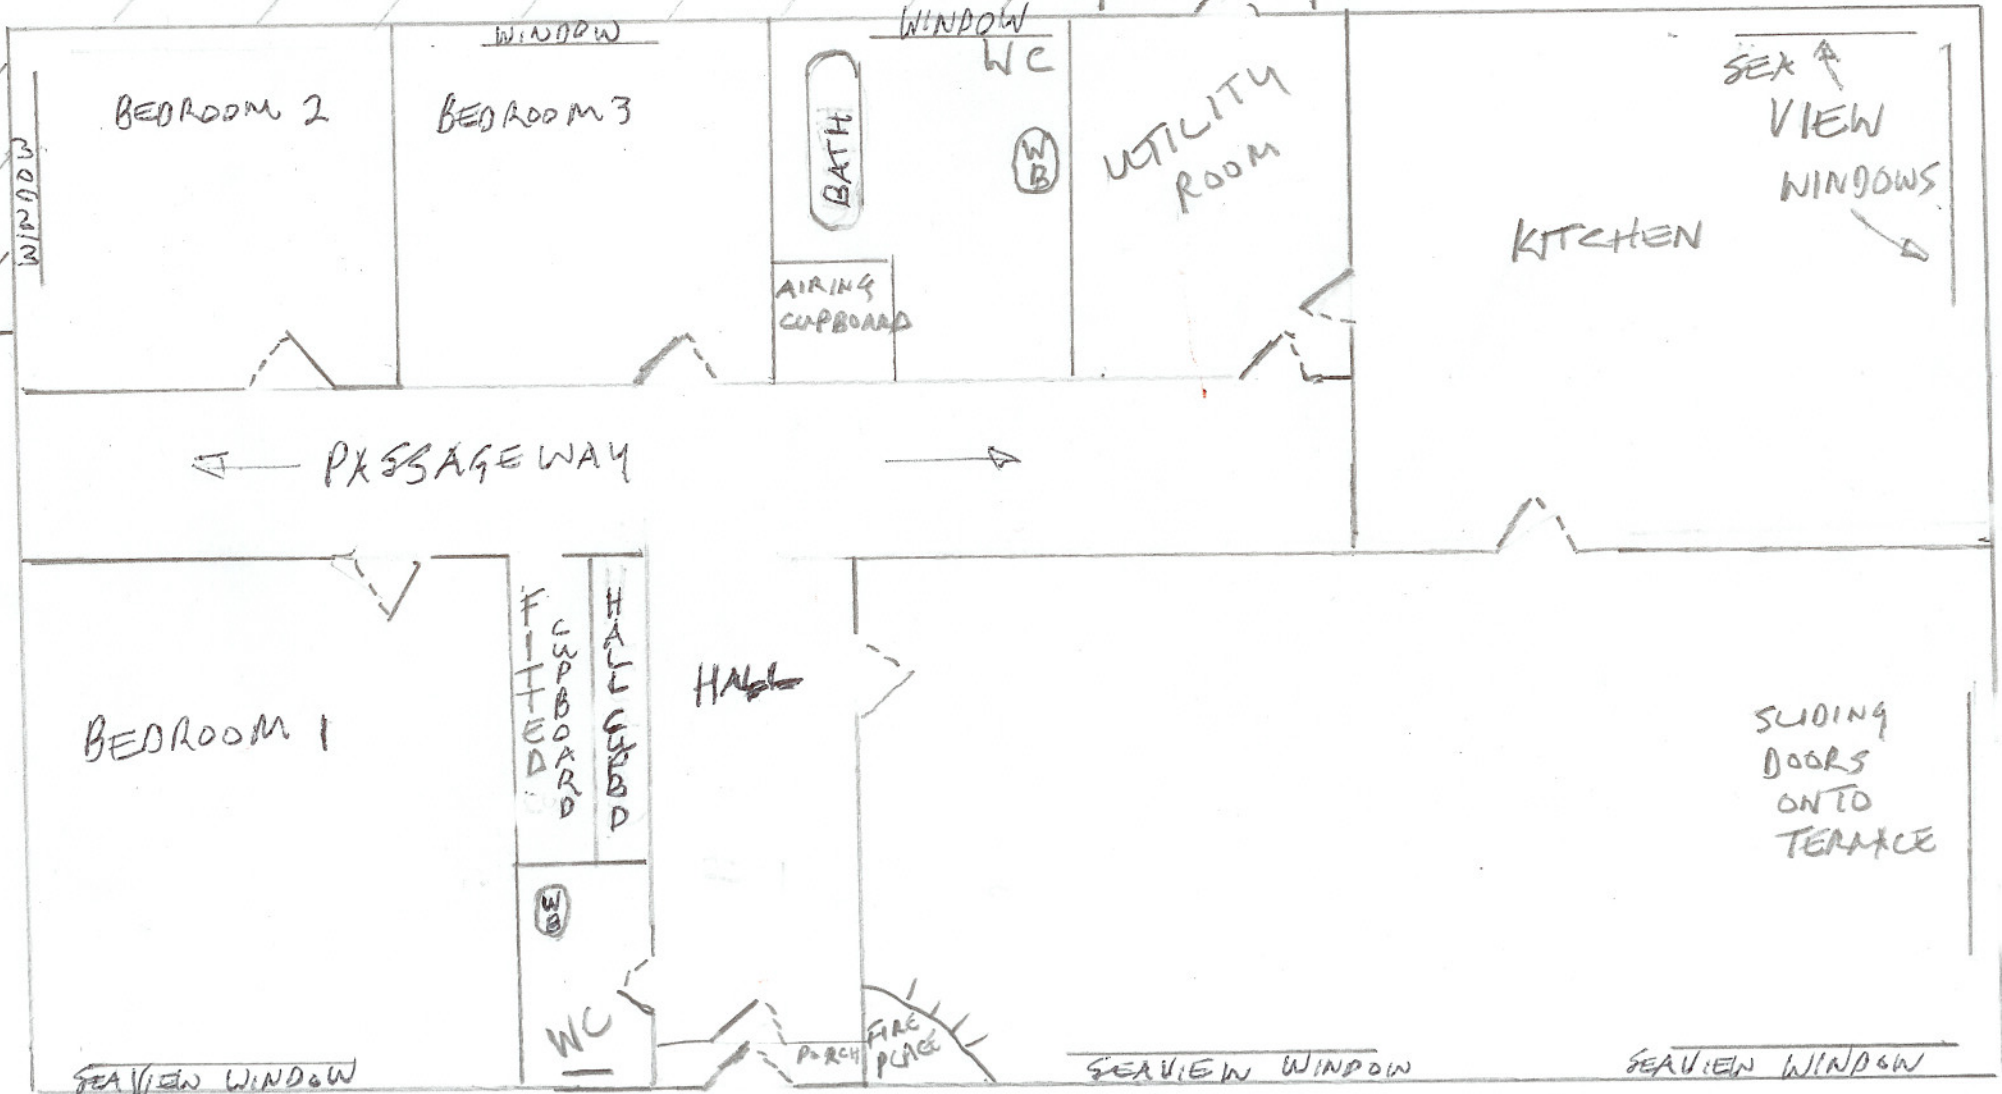 WINDOW
WINDOW
WC
BEDROOM 2
BEDROOM 3
WINDOW
BATH
WB
UTILITY
ROOM
SEA
VIEW
WINDOWS
KITCHEN
AIRING
CUPBOARD
PASSAGEWAY
FITTED
CUPBOARD
HALL CUPBD
HALL
BEDROOM 1
SLIDING
DOORS
ONTO
TERRACE
WB
WC
PORCH
FIRE
PLACE
SEAVIEW WINDOW
SEAVIEW WINDOW
SEAVIEW WINDOW